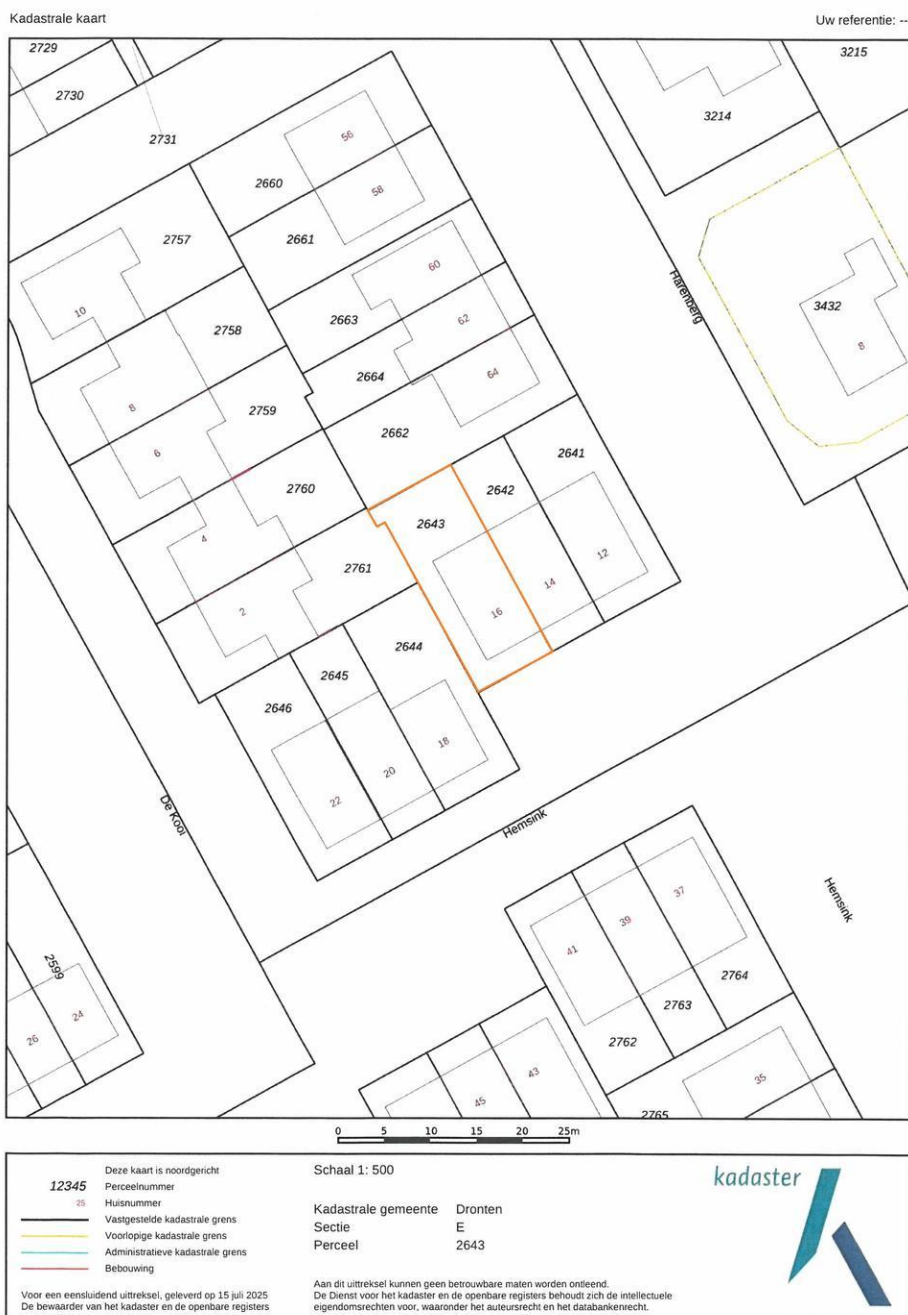 Kadastrale kaart
Uw referentie: --
2729
3215
2730
3214
2731
56
2660
58
2757
2661
60
10
Harenberg
2663
62
3432
2758
8
64
2664
8
2759
2662
6
2641
2760
2642
2643
4
14
12
2761
16
2
2644
2645
2646
18
20
22
De Kooi
Hemsink
Hemsink
37
39
41
2599
2764
2763
24
2762
26
43
35
45
2765
0 5 10 15 20 25m
Deze kaart is noordgericht
12345 Perceelnummer
25 Huisnummer
Vastgestelde kadastrale grens
Voorlopige kadastrale grens
Administratieve kadastrale grens
Bebouwing
Voor een eensluidend uittreksel, geleverd op 15 juli 2025
De bewaarder van het kadaster en de openbare registers
Schaal 1: 500
Kadastrale gemeente Dronten
Sectie E
Perceel 2643
Aan dit uittreksel kunnen geen betrouwbare maten worden ontleend.
De Dienst voor het kadaster en de openbare registers behoudt zich de intellectuele
eigendomsrechten voor, waaronder het auteursrecht en het databankenrecht.
kadaster